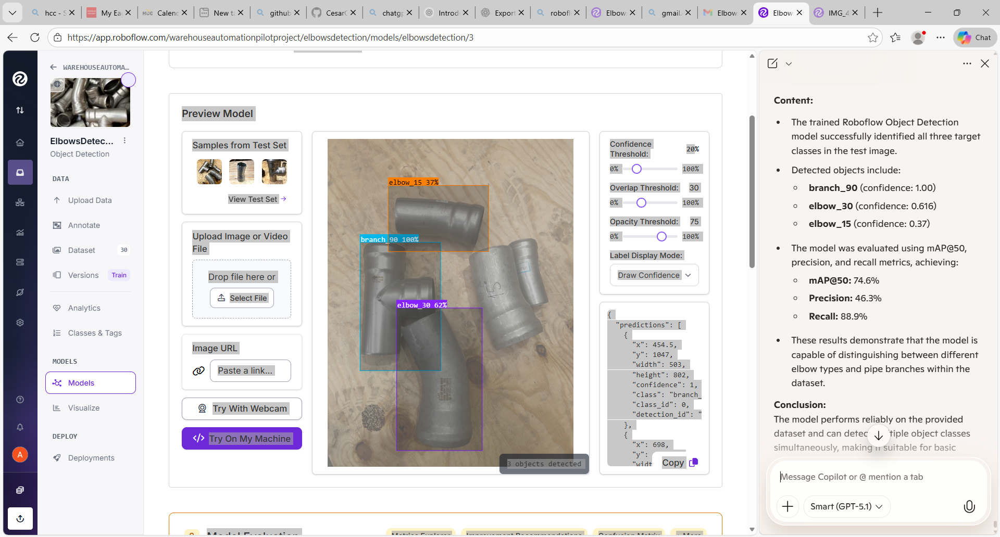 hcc - S
My Ea
HCC Calenc
New ta
github
CesarC
chatgp
Introd
Export
robofl
Elbow
gmail.
Elbow
Elbow
IMG_4
https://app.roboflow.com/warehouseautomationpilotproject/elbowsdetection/models/elbowsdetection/3
Chat
WAREHOUSEAUTOMA...
ElbowsDetec...
Object Detection
DATA
Upload Data
Annotate
Dataset 30
Versions Train
Analytics
Classes & Tags
MODELS
Models
Visualize
DEPLOY
Deployments
A
Preview Model
Samples from Test Set
View Test Set
Upload Image or Video
File
Drop file here or
Select File
Image URL
Paste a link...
Try With Webcam
</> Try On My Machine
elbow_15 37%
branch_90 100%
elbow_30 62%
15
3 objects detected
Confidence
Threshold: 20%
0% 100%
Overlap Threshold: 30
0% 100%
Opacity Threshold: 75
0% 100%
Label Display Mode:
Draw Confidence
{
"predictions": [
{
"x": 454.5,
"y": 1047,
"width": 503,
"height": 802,
"confidence": 1,
"class": "branch_
"class_id": 0,
"detection_id": "
},
{
"x": 698,
"y":
"widt
Copy
Model Evaluation
Metrics Explorer
Improvement Recommendations
Confusion Matrix
More
Content:
• The trained Roboflow Object Detection
model successfully identified all three target
classes in the test image.
• Detected objects include:
○ branch_90 (confidence: 1.00)
○ elbow_30 (confidence: 0.616)
○ elbow_15 (confidence: 0.37)
• The model was evaluated using mAP@50,
precision, and recall metrics, achieving:
○ mAP@50: 74.6%
○ Precision: 46.3%
○ Recall: 88.9%
• These results demonstrate that the model is
capable of distinguishing between different
elbow types and pipe branches within the
dataset.
Conclusion:
The model performs reliably on the provided
dataset and can detec tiple object classes
simultaneously, making it suitable for basic
Message Copilot or @ mention a tab
Smart (GPT-5.1)